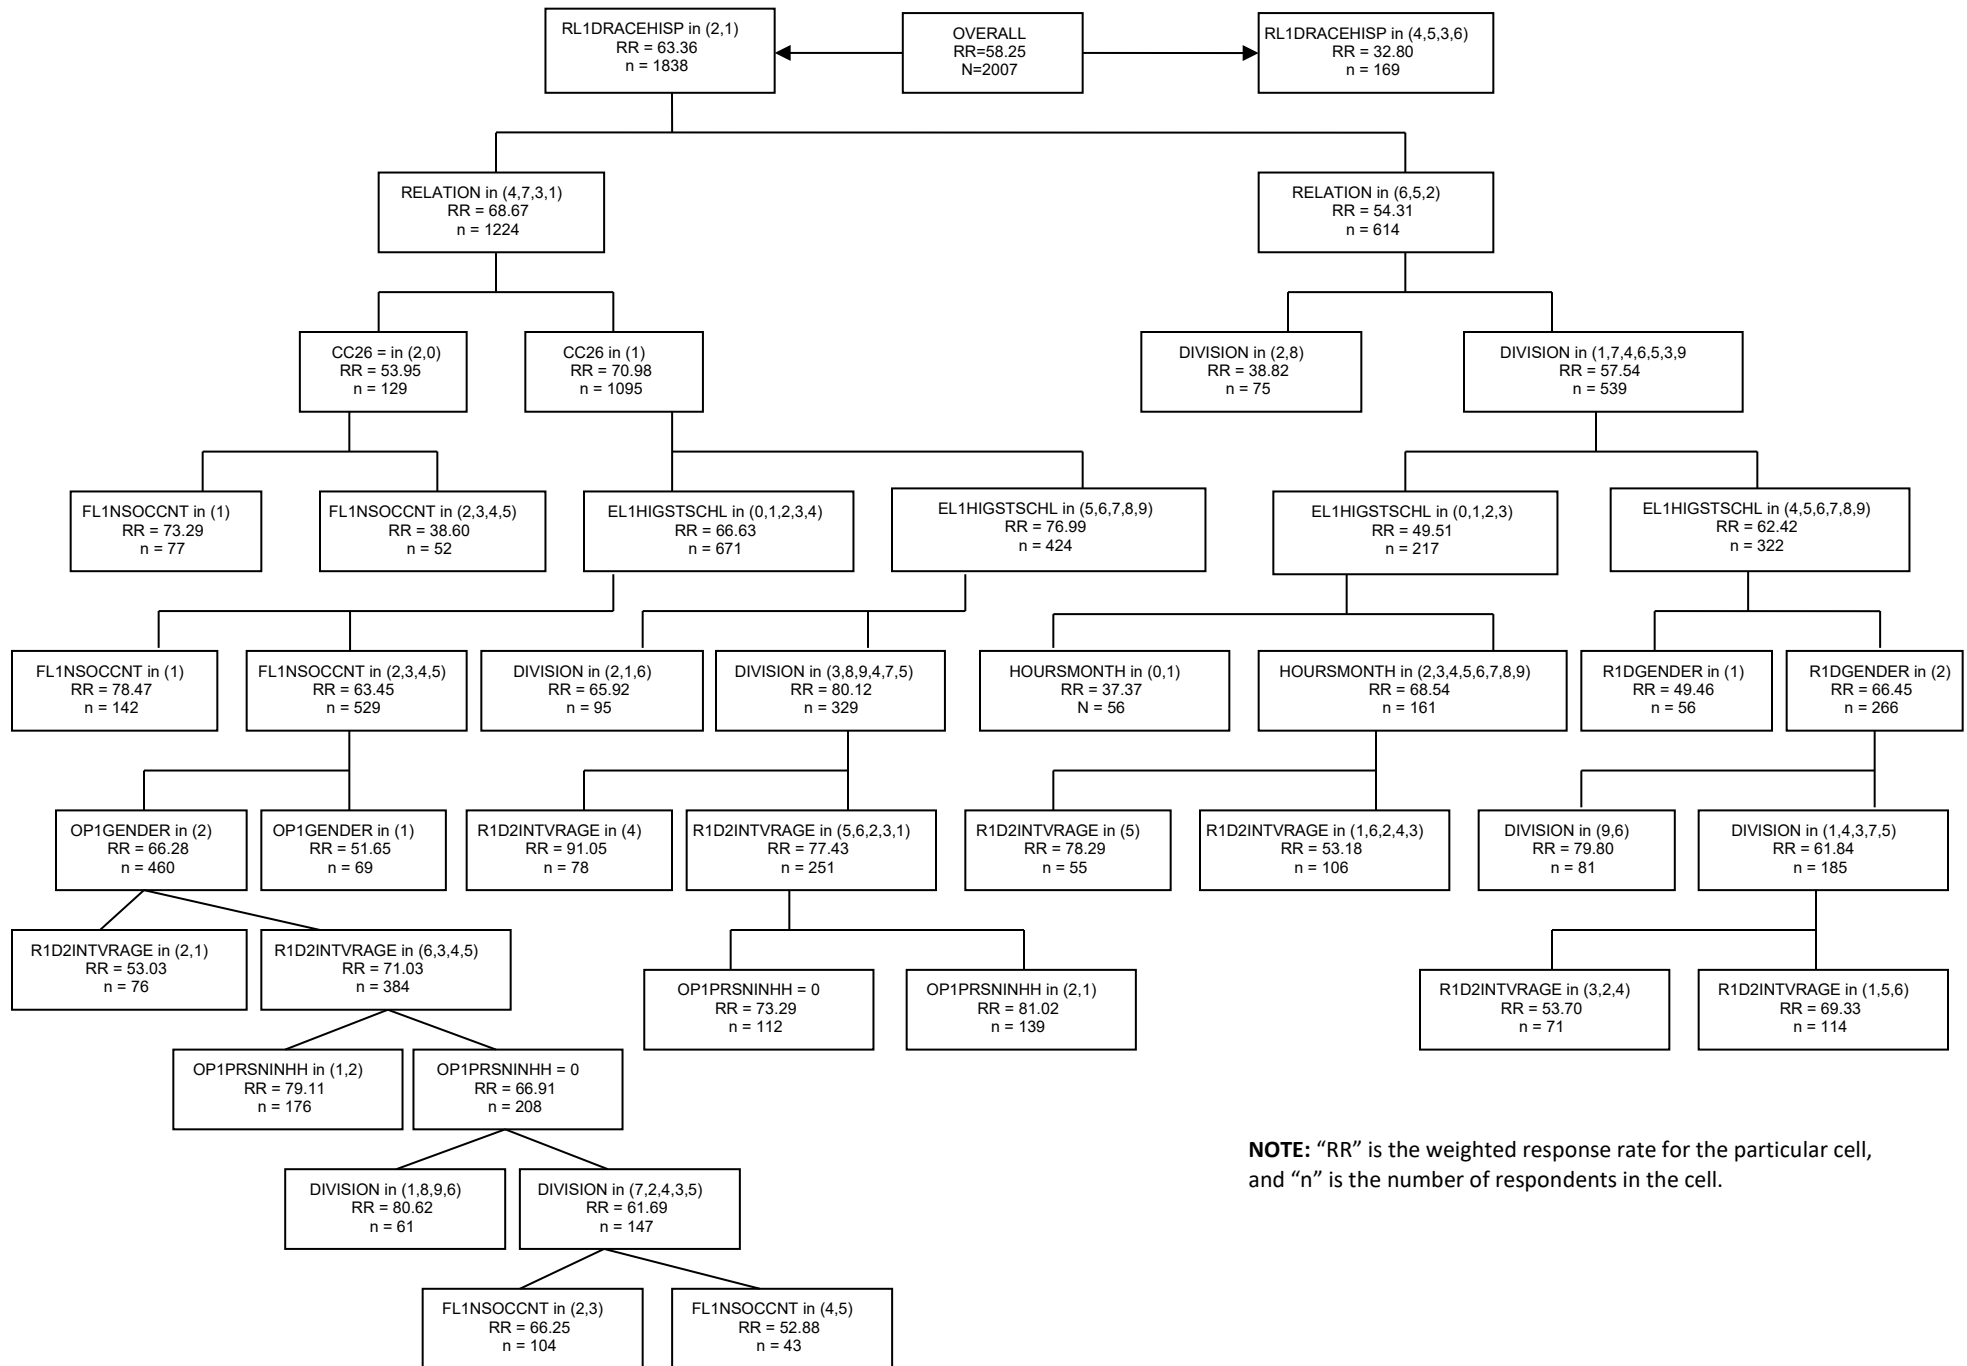 RL1DRACEHISP in (2,1)
RR = 63.36
n = 1838
OVERALL
RR=58.25
N=2007
RL1DRACEHISP in (4,5,3,6)
RR = 32.80
n = 169
RELATION in (4,7,3,1)
RR = 68.67
n = 1224
RELATION in (6,5,2)
RR = 54.31
n = 614
CC26 = in (2,0)
RR = 53.95
n = 129
CC26 in (1)
RR = 70.98
n = 1095
DIVISION in (2,8)
RR = 38.82
n = 75
DIVISION in (1,7,4,6,5,3,9
RR = 57.54
n = 539
FL1NSOCCNT in (1)
RR = 73.29
n = 77
FL1NSOCCNT in (2,3,4,5)
RR = 38.60
n = 52
EL1HIGSTSCHL in (0,1,2,3,4)
RR = 66.63
n = 671
EL1HIGSTSCHL in (5,6,7,8,9)
RR = 76.99
n = 424
EL1HIGSTSCHL in (0,1,2,3)
RR = 49.51
n = 217
EL1HIGSTSCHL in (4,5,6,7,8,9)
RR = 62.42
n = 322
FL1NSOCCNT in (1)
RR = 78.47
n = 142
FL1NSOCCNT in (2,3,4,5)
RR = 63.45
n = 529
DIVISION in (2,1,6)
RR = 65.92
n = 95
DIVISION in (3,8,9,4,7,5)
RR = 80.12
n = 329
HOURSMONTH in (0,1)
RR = 37.37
N = 56
HOURSMONTH in (2,3,4,5,6,7,8,9)
RR = 68.54
n = 161
R1DGENDER in (1)
RR = 49.46
n = 56
R1DGENDER in (2)
RR = 66.45
n = 266
OP1GENDER in (2)
RR = 66.28
n = 460
OP1GENDER in (1)
RR = 51.65
n = 69
R1D2INTVRAGE in (4)
RR = 91.05
n = 78
R1D2INTVRAGE in (5,6,2,3,1)
RR = 77.43
n = 251
R1D2INTVRAGE in (5)
RR = 78.29
n = 55
R1D2INTVRAGE in (1,6,2,4,3)
RR = 53.18
n = 106
DIVISION in (9,6)
RR = 79.80
n = 81
DIVISION in (1,4,3,7,5)
RR = 61.84
n = 185
R1D2INTVRAGE in (2,1)
RR = 53.03
n = 76
R1D2INTVRAGE in (6,3,4,5)
RR = 71.03
n = 384
OP1PRSNINHH = 0
RR = 73.29
n = 112
OP1PRSNINHH in (2,1)
RR = 81.02
n = 139
R1D2INTVRAGE in (3,2,4)
RR = 53.70
n = 71
R1D2INTVRAGE in (1,5,6)
RR = 69.33
n = 114
OP1PRSNINHH in (1,2)
RR = 79.11
n = 176
OP1PRSNINHH = 0
RR = 66.91
n = 208
NOTE: “RR” is the weighted response rate for the particular cell,
and “n” is the number of respondents in the cell.
DIVISION in (1,8,9,6)
RR = 80.62
n = 61
DIVISION in (7,2,4,3,5)
RR = 61.69
n = 147
FL1NSOCCNT in (2,3)
RR = 66.25
n = 104
FL1NSOCCNT in (4,5)
RR = 52.88
n = 43